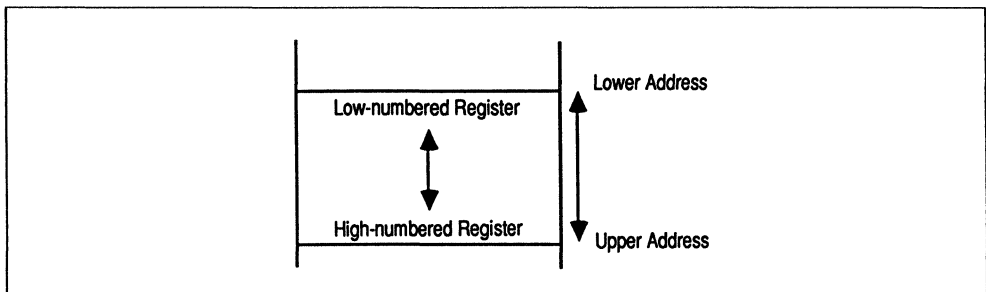 Lower Address
Low-numbered Register
High-numbered Register
Upper Address